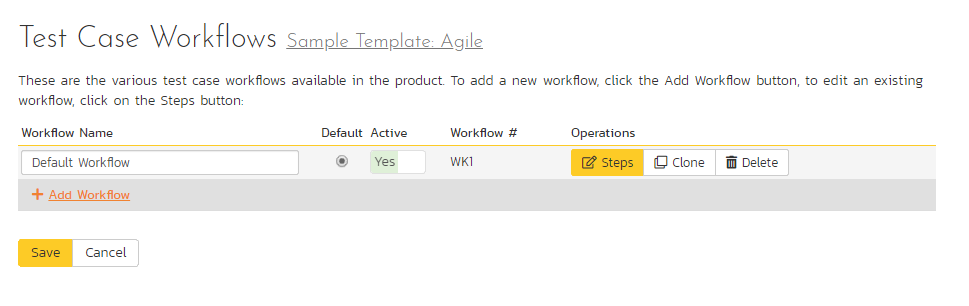 Test Case Workflows Sample Template: Agile
These are the various test case workflows available in the product. To add a new workflow, click the Add Workflow button, to edit an existing
workflow, click on the Steps button:
Workflow Name Default Active Workflow # Operations
Default Workflow Yes WK1 Steps Clone Delete
+ Add Workflow
Save Cancel